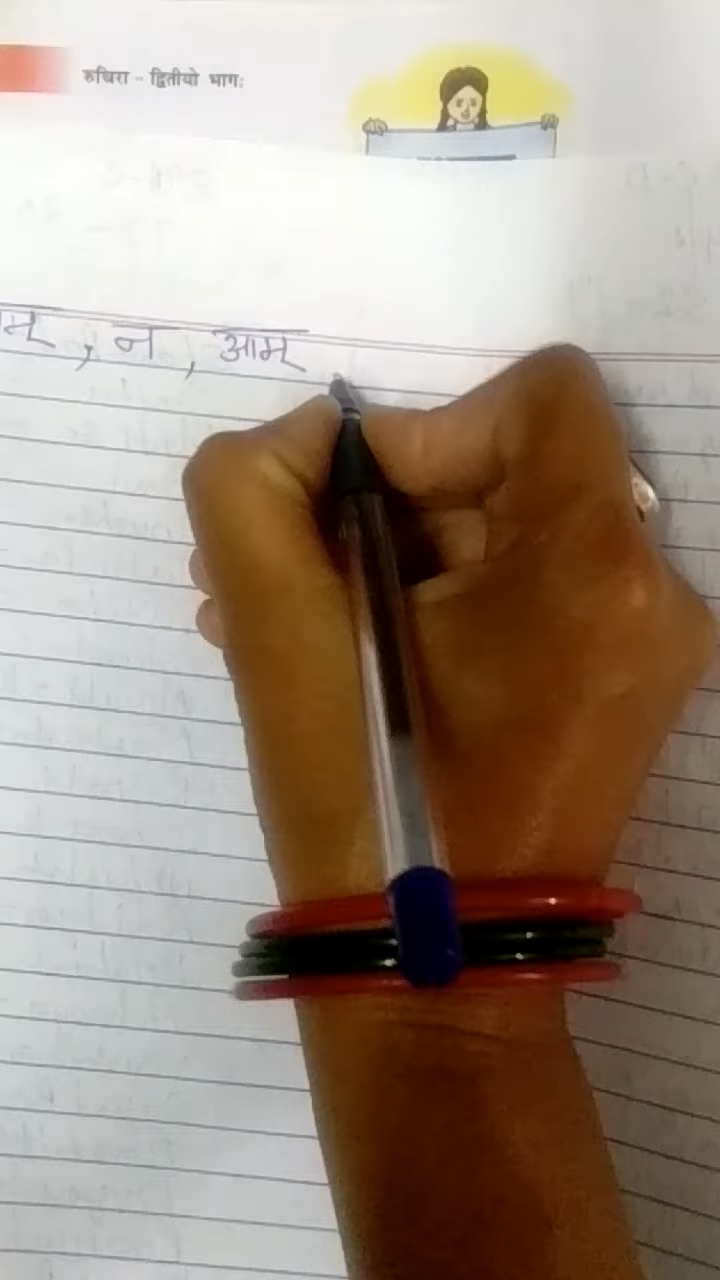 रुचिरा - द्वितीयो भागः
, न, आम्